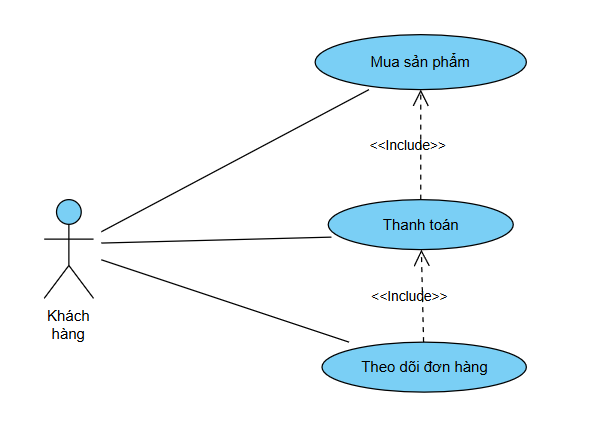 Mua sản phẩm
<<Include>>
Thanh toán
<<Include>>
Khách
hàng
Theo dõi đơn hàng